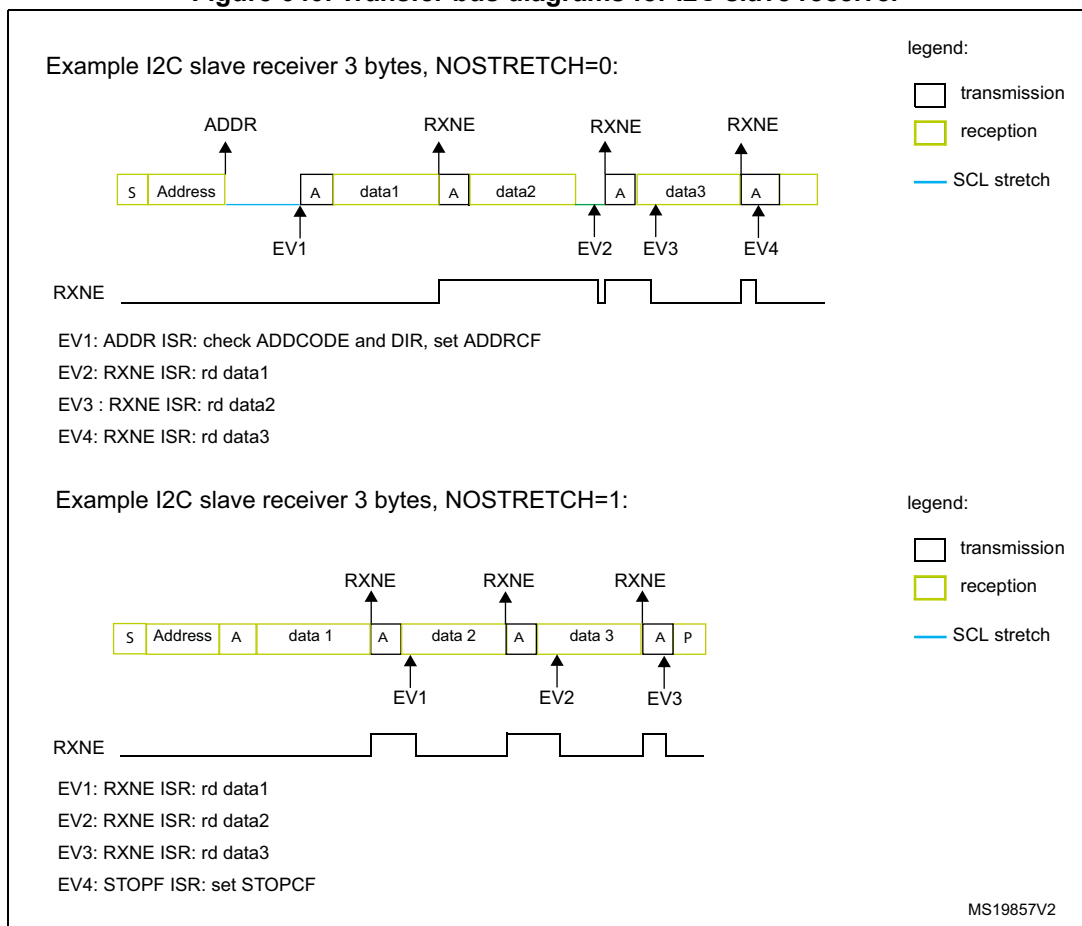 Figure 043. Transfer bus diagrams for I2C slave receiver
Example I2C slave receiver 3 bytes, NOSTRETCH=0:
legend:
transmission
reception
SCL stretch
ADDR RXNE RXNE RXNE
S Address A data1 A data2 A data3 A
EV1 EV2 EV3 EV4
RXNE
EV1: ADDR ISR: check ADDCODE and DIR, set ADDRCF
EV2: RXNE ISR: rd data1
EV3 : RXNE ISR: rd data2
EV4: RXNE ISR: rd data3
Example I2C slave receiver 3 bytes, NOSTRETCH=1:
legend:
transmission
reception
SCL stretch
RXNE RXNE RXNE
S Address A data 1 A data 2 A data 3 A P
EV1 EV2 EV3
RXNE
EV1: RXNE ISR: rd data1
EV2: RXNE ISR: rd data2
EV3: RXNE ISR: rd data3
EV4: STOPF ISR: set STOPCF
MS19857V2